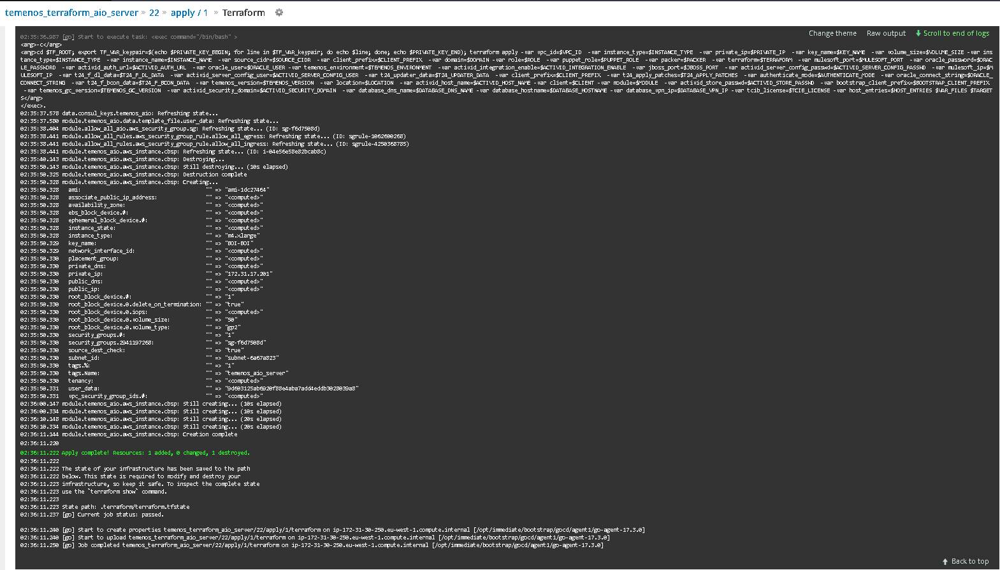 temenos_terraform_aio_server » 22 » apply / 1 » Terraform
Change theme Raw output Scroll to end of logs
02:35:36.987 [go] Start to execute task: <exec command="/bin/bash" >
<arg>-c</arg>
<arg>cd $TF_ROOT; export TF_VAR_keypair=$(echo $PRIVATE_KEY_BEGIN; for line in $TF_VAR_keypair; do echo $line; done; echo $PRIVATE_KEY_END); terraform apply -var vpc_id=$VPC_ID -var instance_type=$INSTANCE_TYPE -var private_ip=$PRIVATE_IP -var key_name=$KEY_NAME -var volume_size=$VOLUME_SIZE -var ins
tance_type=$INSTANCE_TYPE -var instance_name=$INSTANCE_NAME -var source_cidr=$SOURCE_CIDR -var client_prefix=$CLIENT_PREFIX -var domain=$DOMAIN -var role=$ROLE -var puppet_role=$PUPPET_ROLE -var packer=$PACKER -var terraform=$TERRAFORM -var mulesoft_port=$MULESOFT_PORT -var oracle_password=$ORAC
LE_PASSWORD -var activid_auth_url=$ACTIVID_AUTH_URL -var oracle_user=$ORACLE_USER -var temenos_environment=$TEMENOS_ENVIRONMENT -var activid_integration_enable=$ACTIVID_INTEGRATION_ENABLE -var jboss_port=$JBOSS_PORT -var activid_server_config_passwd=$ACTIVID_SERVER_CONFIG_PASSWD -var mulesoft_ip=$M
ULESOFT_IP -var t24_f_dl_data=$T24_F_DL_DATA -var activid_server_config_user=$ACTIVID_SERVER_CONFIG_USER -var t24_updater_data=$T24_UPDATER_DATA -var client_prefix=$CLIENT_PREFIX -var t24_apply_patches=$T24_APPLY_PATCHES -var authenticate_mode=$AUTHENTICATE_MODE -var oracle_connect_string=$ORACLE_
CONNECT_STRING -var t24_f_bcon_data=$T24_F_BCON_DATA -var temenos_version=$TEMENOS_VERSION -var location=$LOCATION -var activid_host_name=$ACTIVID_HOST_NAME -var client=$CLIENT -var module=$MODULE -var activid_store_passwd=$ACTIVID_STORE_PASSWD -var bootstrap_client_prefix=$BOOTSTRAP_CLIENT_PREFIX
-var temenos_gc_version=$TEMENOS_GC_VERSION -var activid_security_domain=$ACTIVID_SECURITY_DOMAIN -var database_dns_name=$DATABASE_DNS_NAME -var database_hostname=$DATABASE_HOSTNAME -var database_vpn_ip=$DATABASE_VPN_IP -var tcib_license=$TCIB_LICENSE -var host_entries=$HOST_ENTRIES $VAR_FILES $TARGET
S</arg>
</exec>.
02:35:37.578 data.consul_keys.temenos_aio: Refreshing state...
02:35:37.580 module.temenos_aio.data.template_file.user_data: Refreshing state...
02:35:38.404 module.allow_all_aio.aws_security_group.sg: Refreshing state... (ID: sg-f6d7508d)
02:35:38.441 module.allow_all_rules.aws_security_group_rule.allow_all_egress: Refreshing state... (ID: sgrule-1062600268)
02:35:38.441 module.allow_all_rules.aws_security_group_rule.allow_all_ingress: Refreshing state... (ID: sgrule-4250368785)
02:35:38.441 module.temenos_aio.aws_instance.cbsp: Refreshing state... (ID: i-04e56e58e82bcab8c)
02:35:40.143 module.temenos_aio.aws_instance.cbsp: Destroying...
02:35:50.143 module.temenos_aio.aws_instance.cbsp: Still destroying... (10s elapsed)
02:35:50.325 module.temenos_aio.aws_instance.cbsp: Destruction complete
02:35:50.328 module.temenos_aio.aws_instance.cbsp: Creating...
02:35:50.328 ami: "" => "ami-1dc27464"
02:35:50.328 associate_public_ip_address: "" => "<computed>"
02:35:50.328 availability_zone: "" => "<computed>"
02:35:50.328 ebs_block_device.#: "" => "<computed>"
02:35:50.328 ephemeral_block_device.#: "" => "<computed>"
02:35:50.328 instance_state: "" => "<computed>"
02:35:50.328 instance_type: "" => "m4.xlarge"
02:35:50.329 key_name: "" => "BOI-BOI"
02:35:50.329 network_interface_id: "" => "<computed>"
02:35:50.330 placement_group: "" => "<computed>"
02:35:50.330 private_dns: "" => "<computed>"
02:35:50.330 private_ip: "" => "172.31.17.201"
02:35:50.330 public_dns: "" => "<computed>"
02:35:50.330 public_ip: "" => "<computed>"
02:35:50.330 root_block_device.#: "" => "1"
02:35:50.330 root_block_device.0.delete_on_termination: "" => "true"
02:35:50.330 root_block_device.0.iops: "" => "<computed>"
02:35:50.330 root_block_device.0.volume_size: "" => "50"
02:35:50.330 root_block_device.0.volume_type: "" => "gp2"
02:35:50.330 security_groups.#: "" => "1"
02:35:50.330 security_groups.2941197268: "" => "sg-f6d7508d"
02:35:50.330 source_dest_check: "" => "true"
02:35:50.330 subnet_id: "" => "subnet-6a67a823"
02:35:50.330 tags.%: "" => "1"
02:35:50.330 tags.Name: "" => "temenos_aio_server"
02:35:50.330 tenancy: "" => "<computed>"
02:35:50.331 user_data: "" => "9d603125ab6920f88e4aba7add4eddb3028039a8"
02:35:50.331 vpc_security_group_ids.#: "" => "<computed>"
02:36:00.147 module.temenos_aio.aws_instance.cbsp: Still creating... (10s elapsed)
02:36:00.334 module.temenos_aio.aws_instance.cbsp: Still creating... (10s elapsed)
02:36:10.148 module.temenos_aio.aws_instance.cbsp: Still creating... (20s elapsed)
02:36:10.334 module.temenos_aio.aws_instance.cbsp: Still creating... (20s elapsed)
02:36:11.144 module.temenos_aio.aws_instance.cbsp: Creation complete
02:36:11.220
02:36:11.222 Apply complete! Resources: 1 added, 0 changed, 1 destroyed.
02:36:11.222
02:36:11.222 The state of your infrastructure has been saved to the path
02:36:11.222 below. This state is required to modify and destroy your
02:36:11.223 infrastructure, so keep it safe. To inspect the complete state
02:36:11.223 use the `terraform show` command.
02:36:11.223
02:36:11.223 State path: .terraform/terraform.tfstate
02:36:11.237 [go] Current job status: passed.
02:36:11.240 [go] Start to create properties temenos_terraform_aio_server/22/apply/1/terraform on ip-172-31-30-250.eu-west-1.compute.internal [/opt/immediate/bootstrap/gocd/agent1/go-agent-17.3.0]
02:36:11.240 [go] Start to upload temenos_terraform_aio_server/22/apply/1/terraform on ip-172-31-30-250.eu-west-1.compute.internal [/opt/immediate/bootstrap/gocd/agent1/go-agent-17.3.0]
02:36:11.250 [go] Job completed temenos_terraform_aio_server/22/apply/1/terraform on ip-172-31-30-250.eu-west-1.compute.internal [/opt/immediate/bootstrap/gocd/agent1/go-agent-17.3.0]
Back to top